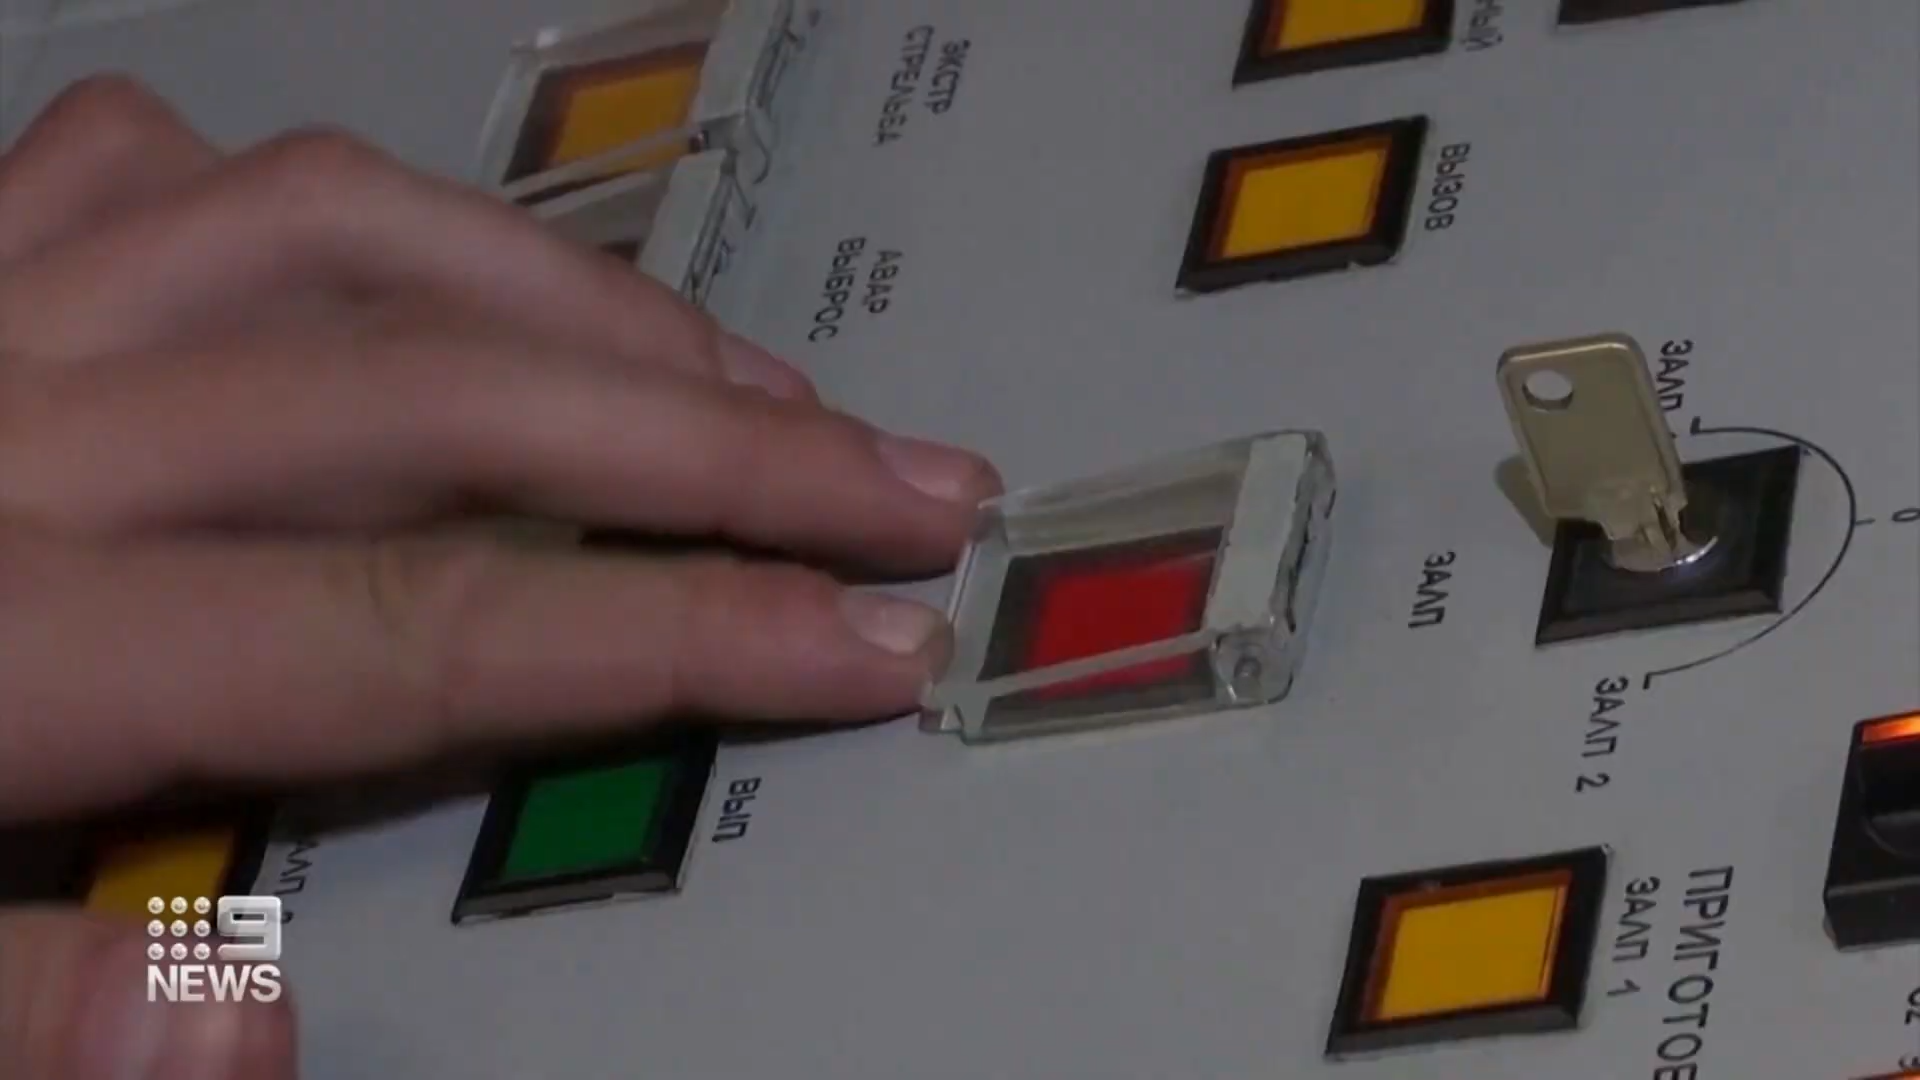 ЭКСТР
СТРЕЛЬБА
ВЫЗОВ
АВАР
ВЫБРОС
ЗАЛП
ЗАЛП
0
ЗАЛП 2
ВЫП
ЗАЛП 1
ПРИГОТОВ
9
NEWS